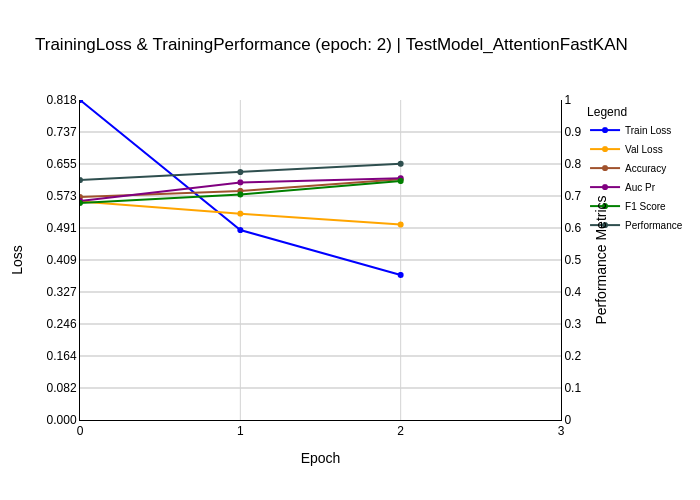 TrainingLoss & TrainingPerformance (epoch: 2) | TestModel_AttentionFastKAN
0.818
0.737
0.655
0.573
0.491
0.409
0.327
0.246
0.164
0.082
0.000
Loss
0
1
2
3
Epoch
1
0.9
0.8
0.7
0.6
0.5
0.4
0.3
0.2
0.1
0
Performance Metrics
Legend
Train Loss
Val Loss
Accuracy
Auc Pr
F1 Score
Performance